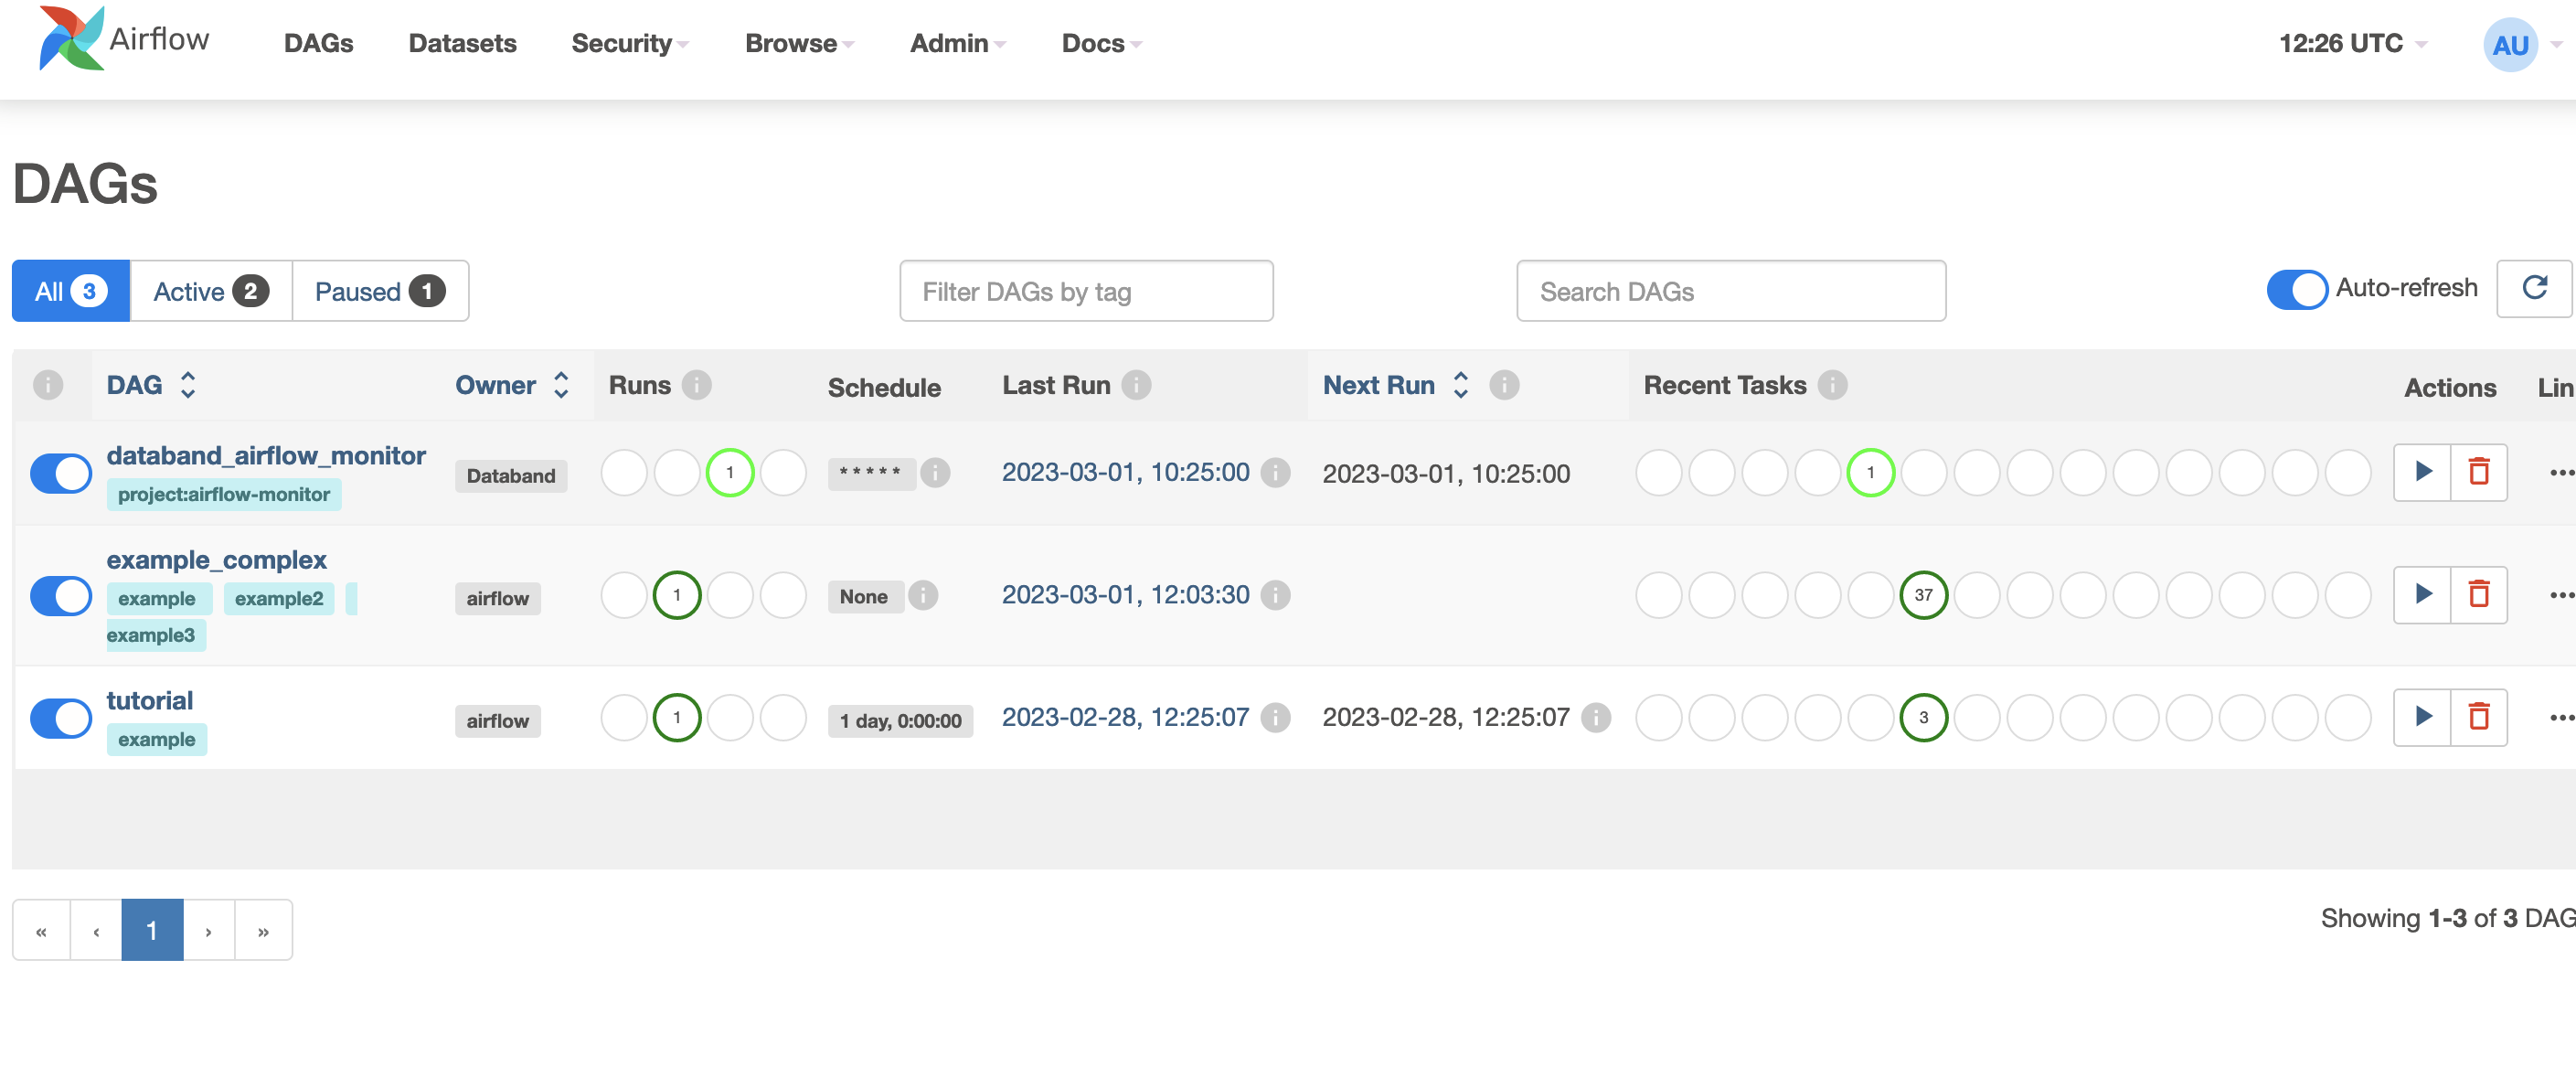 Airflow DAGs Datasets Security Browse Admin Docs 12:26 UTC AU
DAGs
All 3 Active 2 Paused 1 Filter DAGs by tag Search DAGs Auto-refresh
DAG Owner Runs Schedule Last Run Next Run Recent Tasks Actions Lin
databand_airflow_monitor
project:airflow-monitor
Databand 1 * * * * * 2023-03-01, 10:25:00 2023-03-01, 10:25:00 1
example_complex
example example2
example3
airflow 1 None 2023-03-01, 12:03:30 37
tutorial
example
airflow 1 1 day, 0:00:00 2023-02-28, 12:25:07 2023-02-28, 12:25:07 3
« ‹ 1 › »
Showing 1-3 of 3 DAG